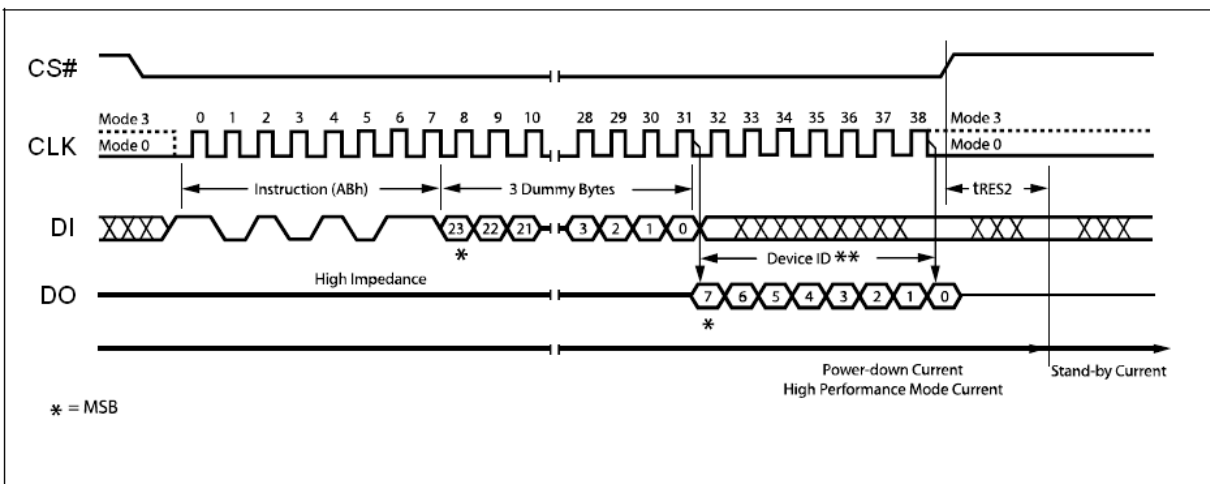 CS#
Mode 3 0 1 2 3 4 5 6 7 8 9 10 28 29 30 31 32 33 34 35 36 37 38 Mode 3
CLK Mode 0 Mode 0
Instruction (ABh) 3 Dummy Bytes tRES2
DI 23 22 21 3 2 1 0
* Device ID **
High Impedance
DO 7 6 5 4 3 2 1 0
*
Power-down Current Stand-by Current
High Performance Mode Current
* = MSB